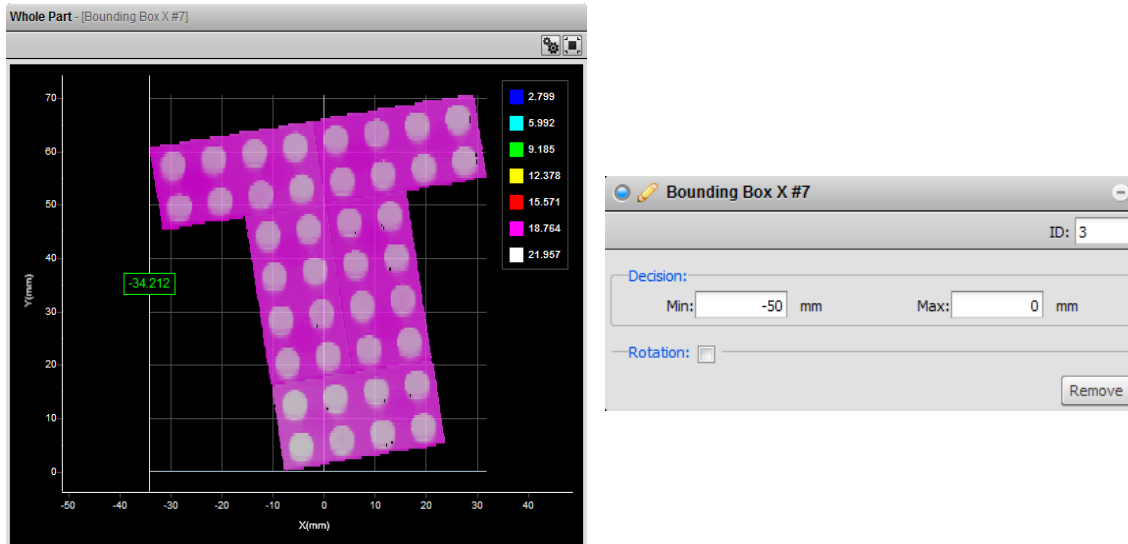 Whole Part - [Bounding Box X #7]
2.799
5.992
9.185
12.378
15.571
18.764
21.957
70
60
50
40
30
20
10
0
Y(mm)
-34.212
-50 -40 -30 -20 -10 0 10 20 30 40
X(mm)
Bounding Box X #7
ID: 3
Decision:
Min: -50 mm Max: 0 mm
Rotation:
Remove